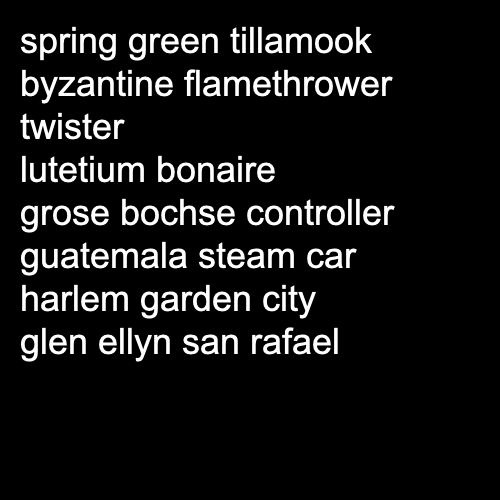 spring green tillamook
byzantine flamethrower
twister
lutetium bonaire
grose bochse controller
guatemala steam car
harlem garden city
glen ellyn san rafael